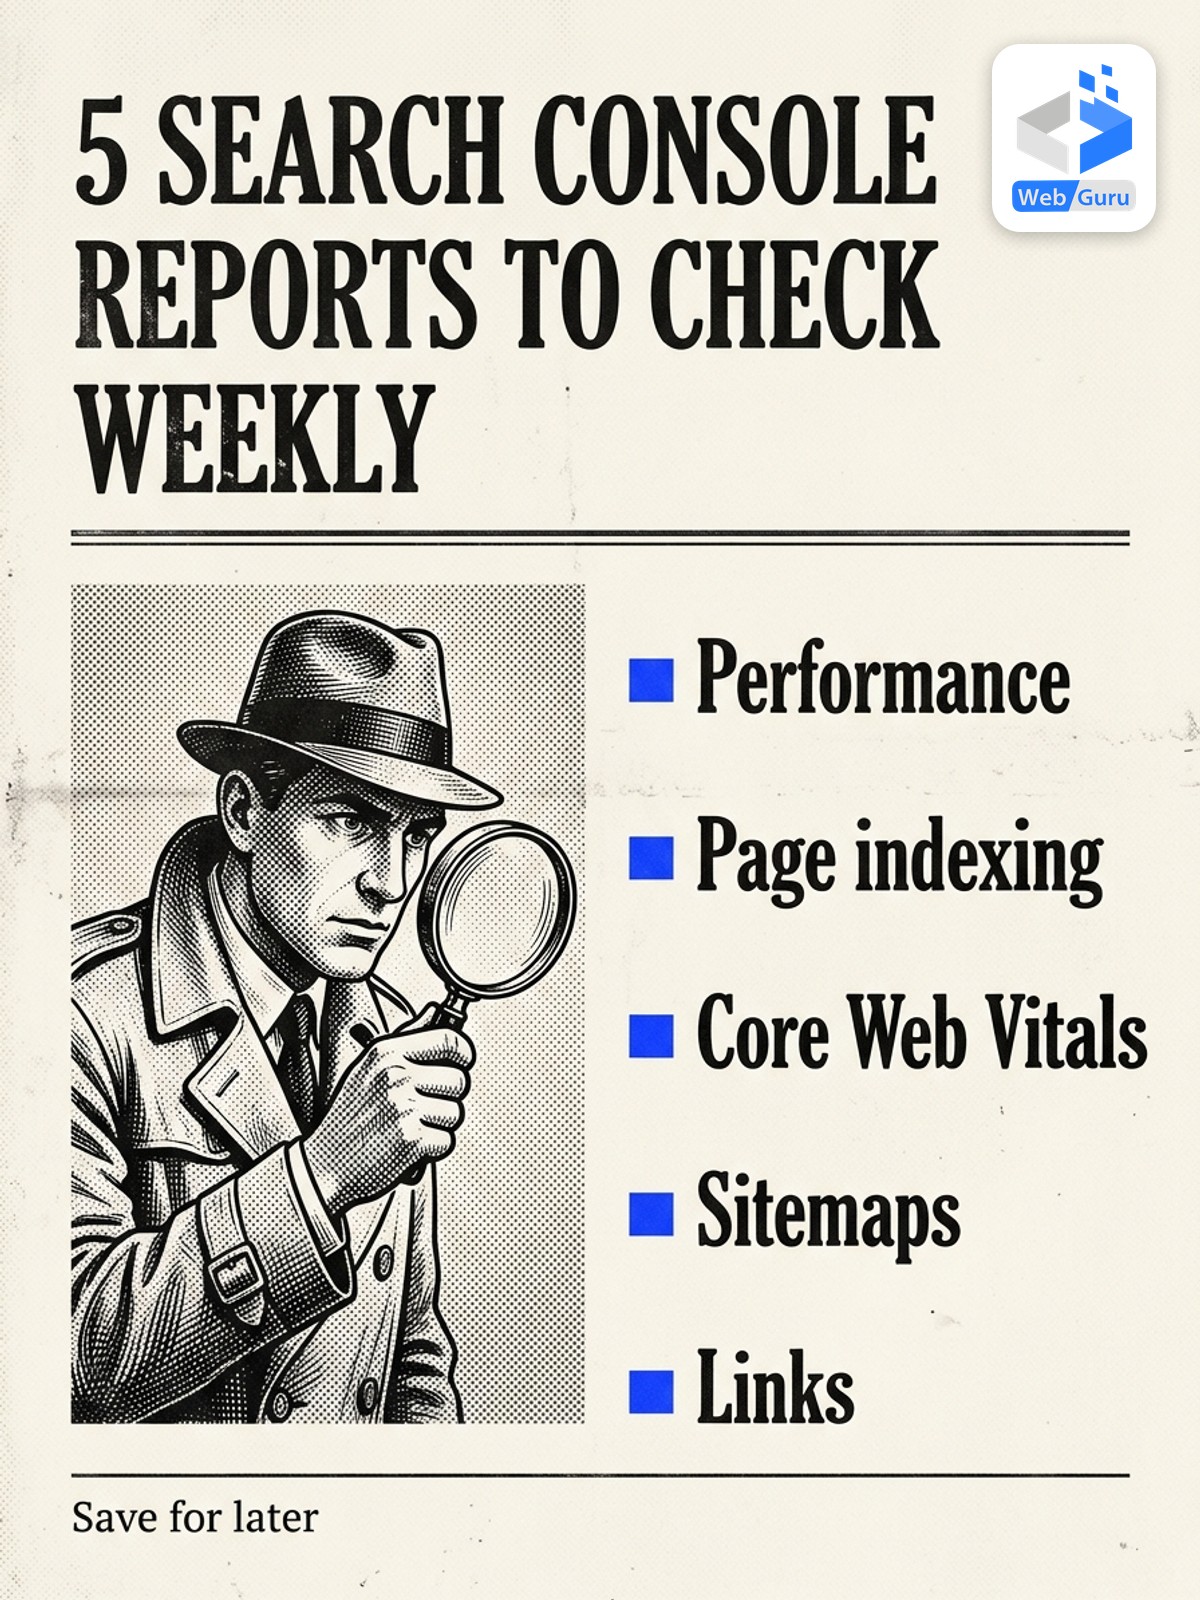 5 SEARCH CONSOLE
REPORTS TO CHECK
WEEKLY
Web Guru
Performance
Page indexing
Core Web Vitals
Sitemaps
Links
Save for later